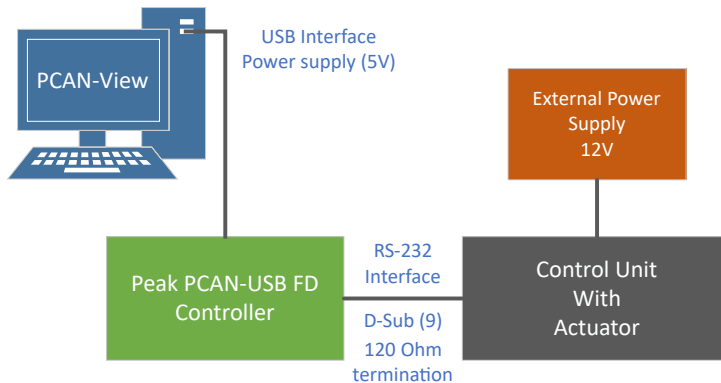 USB Interface
Power supply (5V)
PCAN-View
External Power
Supply
12V
RS-232
Interface
Peak PCAN-USB FD
Controller
Control Unit
With
Actuator
D-Sub (9)
120 Ohm
termination